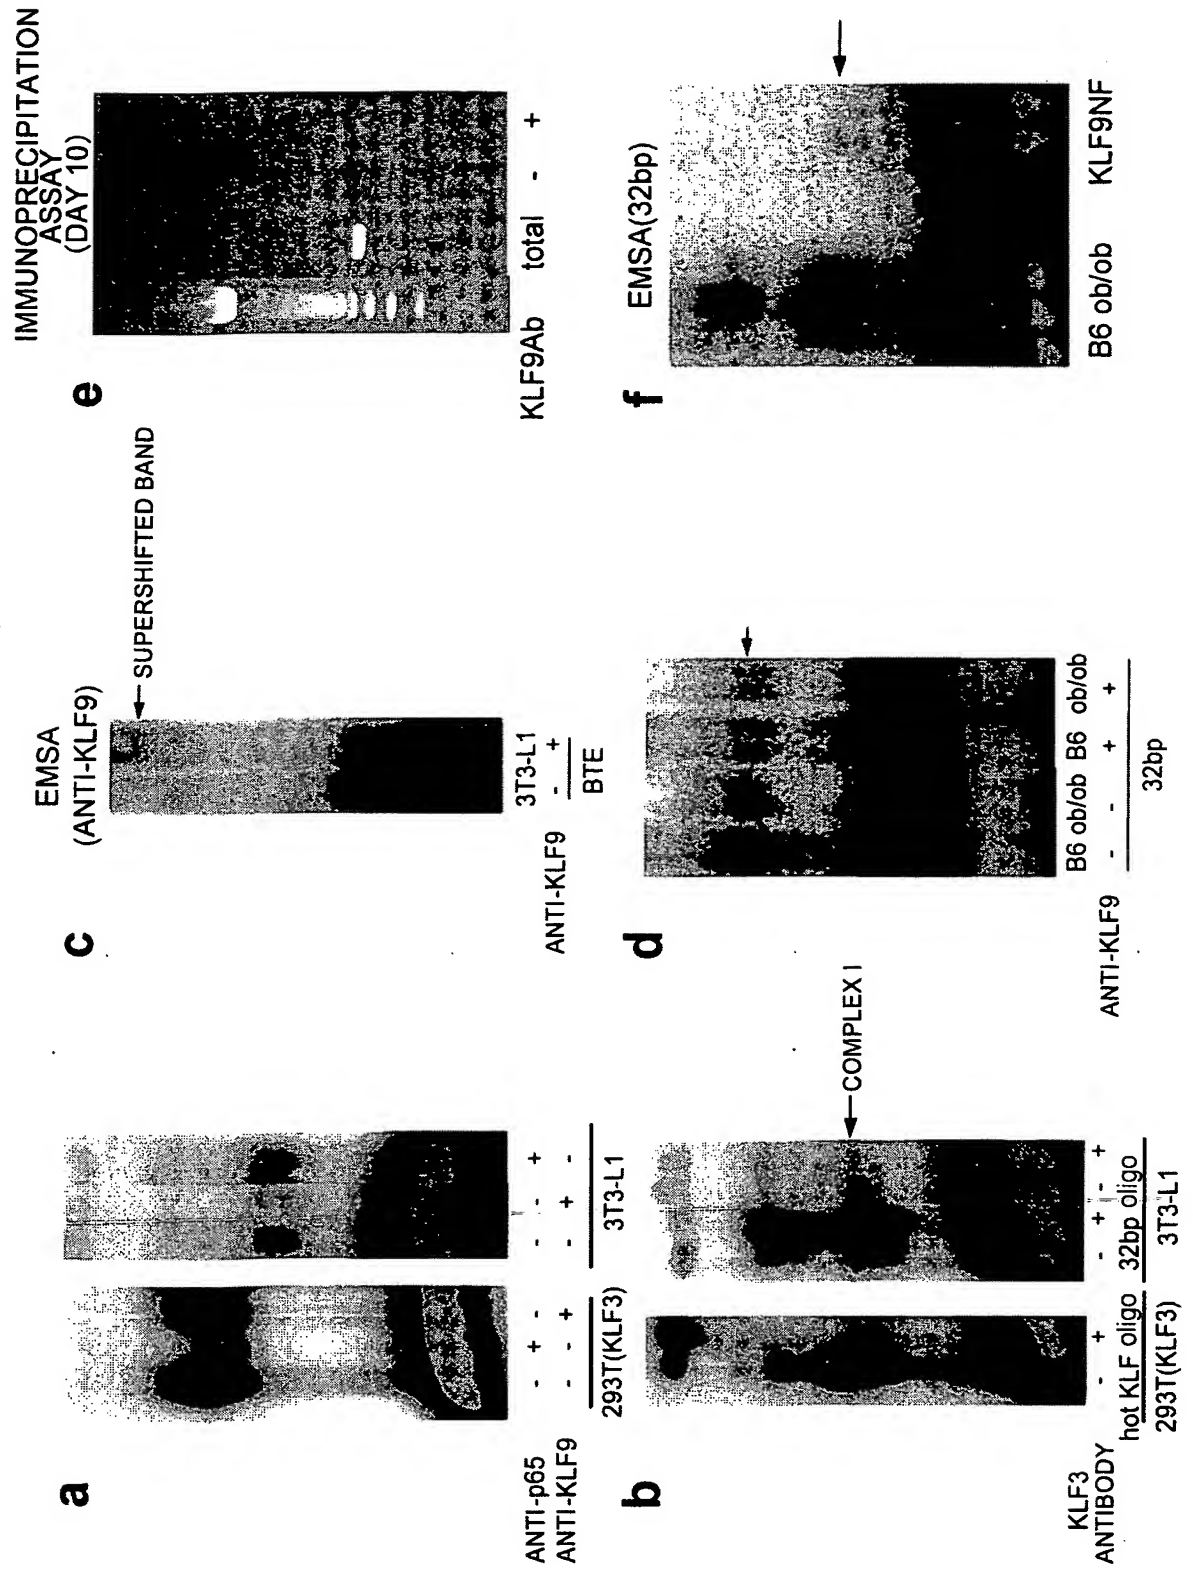 a
ANTI-p65 - + - - - +
ANTI-KLF9 - - + - + -
293T(KLF3) 3T3-L1
b
COMPLEX I
KLF3
ANTIBODY
- + - + - +
hot KLF oligo 32bp oligo
293T(KLF3) 3T3-L1
c
EMSA
(ANTI-KLF9)
SUPERSHIFTED BAND
3T3-L1
ANTI-KLF9 - +
BTE
d
B6 ob/ob B6 ob/ob
ANTI-KLF9 - - + +
32bp
e
IMMUNOPRECIPITATION
ASSAY
(DAY 10)
KLF9Ab total - +
f
EMSA(32bp)
B6 ob/ob KLF9NF